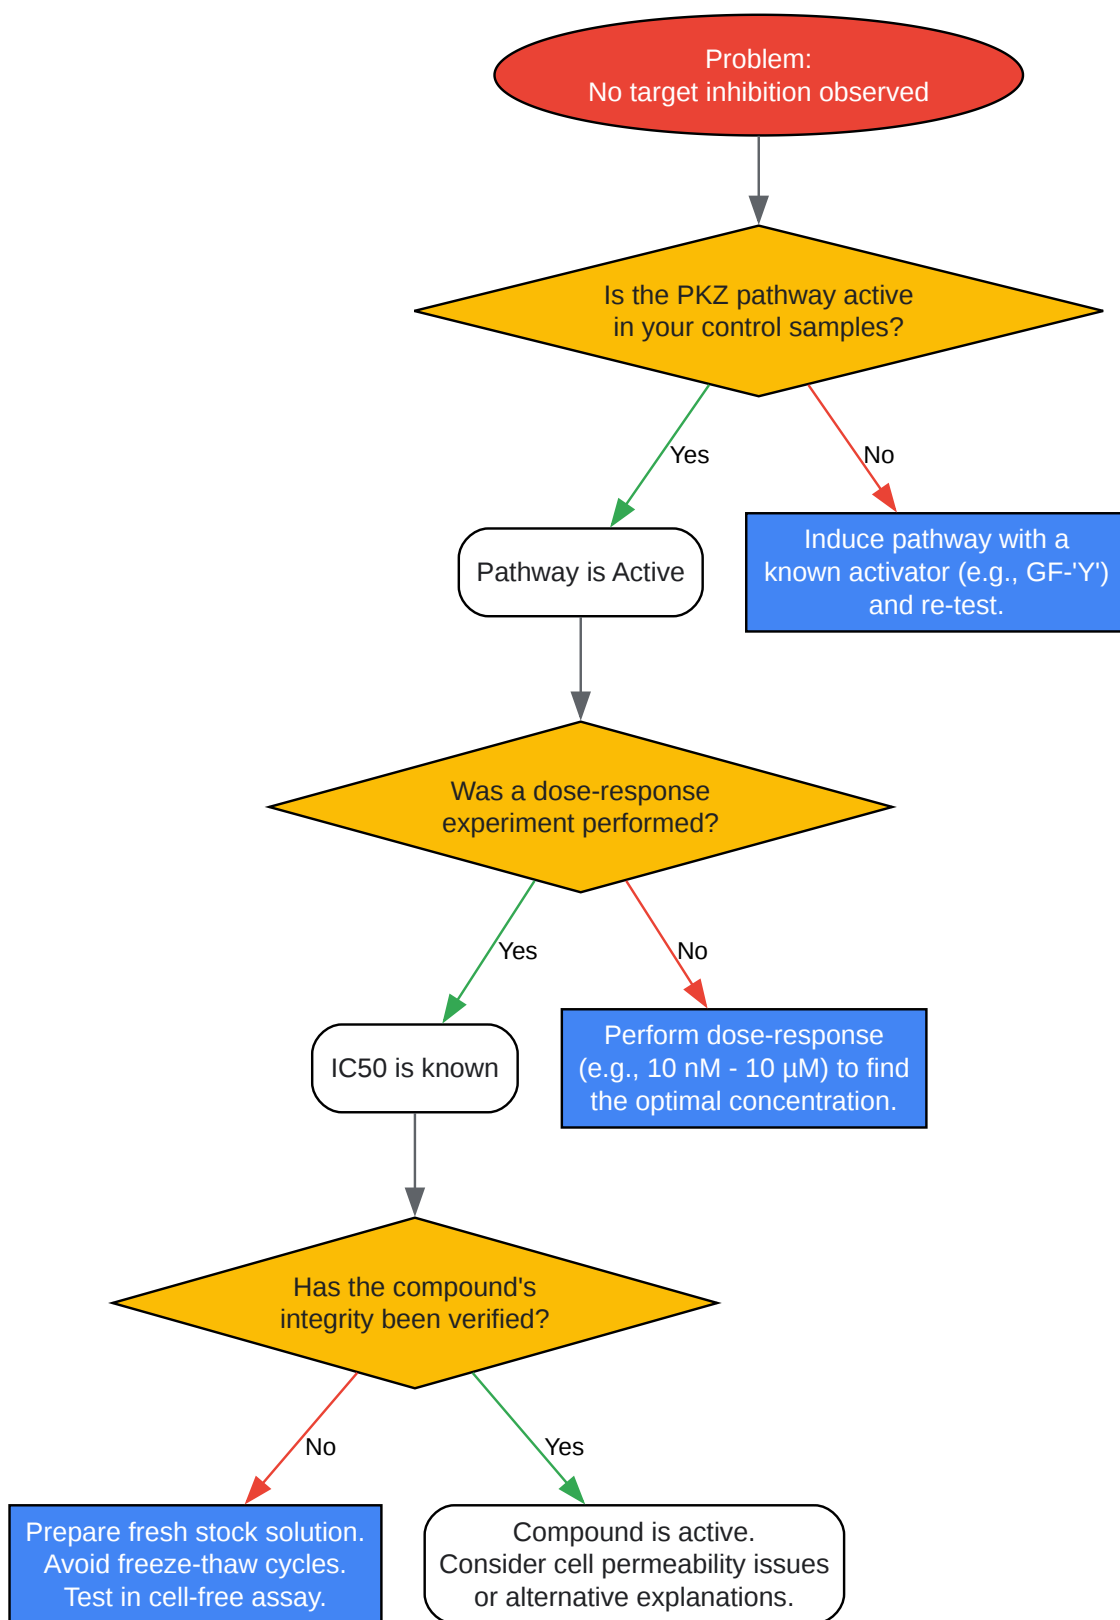 Problem:
No target inhibition observed
Is the PKZ pathway active
in your control samples?
Yes
No
Pathway is Active
Induce pathway with a
known activator (e.g., GF-'Y')
and re-test.
Was a dose-response
experiment performed?
Yes
No
IC50 is known
Perform dose-response
(e.g., 10 nM - 10 µM) to find
the optimal concentration.
Has the compound's
integrity been verified?
No
Yes
Prepare fresh stock solution.
Avoid freeze-thaw cycles.
Test in cell-free assay.
Compound is active.
Consider cell permeability issues
or alternative explanations.